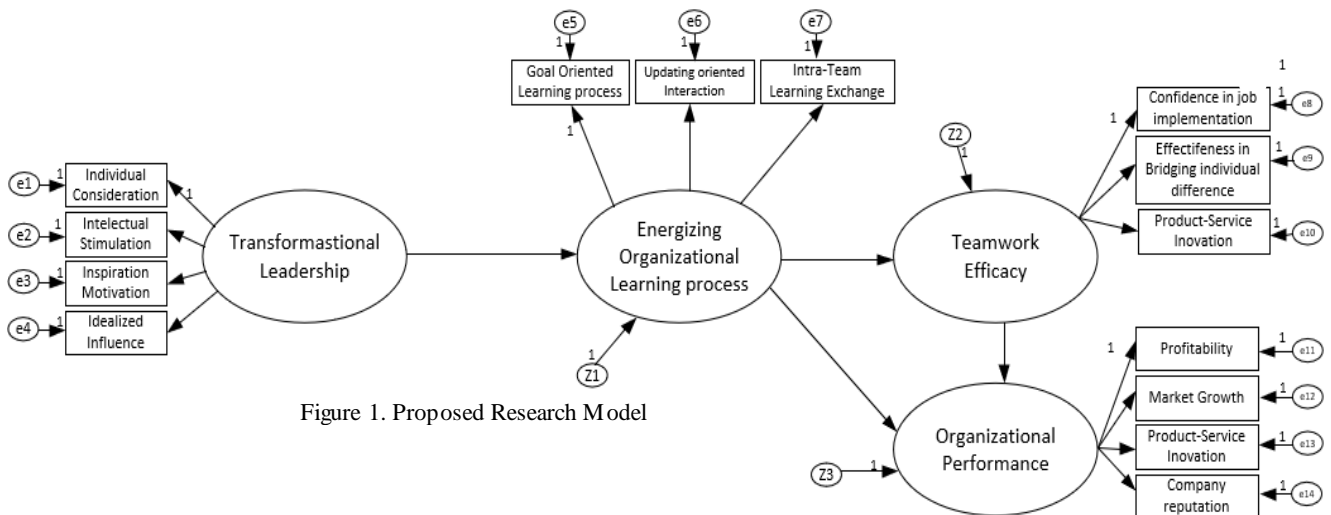 e5
e6
e7
1
1
1
Goal Oriented
Learning process
Updating oriented
Interaction
Intra-Team
Learning Exchange
1
1
1
Confidence in job
implementation
1
e8
Effectifeness in
Bridging individual
difference
1
e9
Product-Service
Inovation
1
e10
Z2
1
e1
1
Individual
Consideration
1
e2
1
Intelectual
Stimulation
e3
1
Inspiration
Motivation
e4
1
Idealized
Influence
Transformastional
Leadership
Energizing
Organizational
Learning process
Teamwork
Efficacy
1
Z1
Figure 1. Proposed Research Model
Organizational
Performance
Z3
1
1
Profitability
1
e11
Market Growth
1
e12
Product-Service
Inovation
1
e13
Company
reputation
1
e14